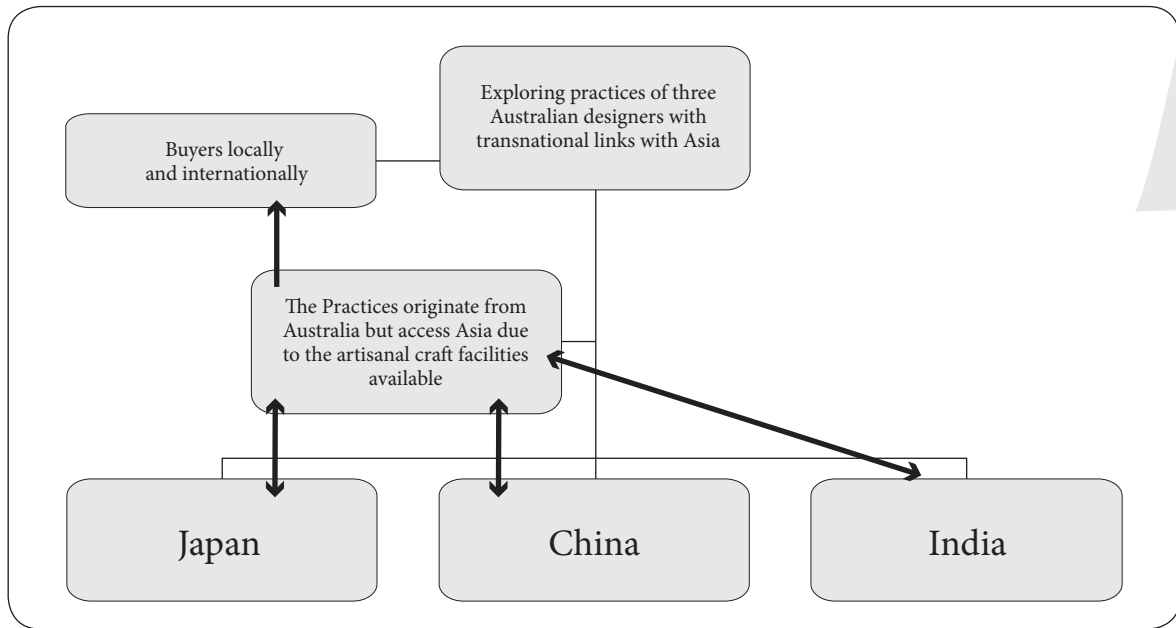 Exploring practices of three
Australian designers with
transnational links with Asia
Buyers locally
and internationally
The Practices originate from
Australia but access Asia due
to the artisanal craft facilities
available
Japan
China
India